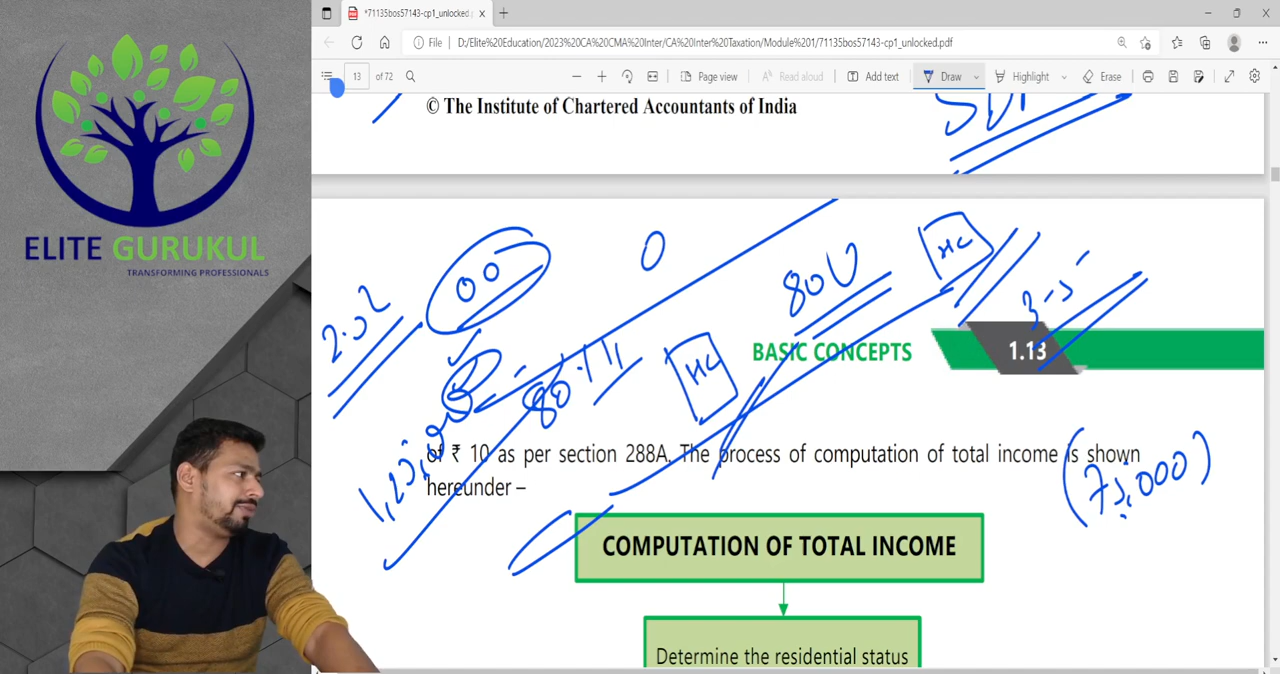 *71135bos57143-cp1_unlocked.pdf
File D:/Elite%20Education/2023%20CA%20CMA%20Inter/CA%20Inter%20Taxation/Module%201/71135bos57143-cp1_unlocked.pdf
13 of 72 Page view Read aloud Add text Draw Highlight Erase
© The Institute of Chartered Accountants of India
ELITE GURUKUL
TRANSFORMING PROFESSIONALS
0
00
80U
BASIC CONCEPTS 1.13
of ₹ 10 as per section 288A. The process of computation of total income is shown
hereunder –
(75,000)
COMPUTATION OF TOTAL INCOME
Determine the residential status